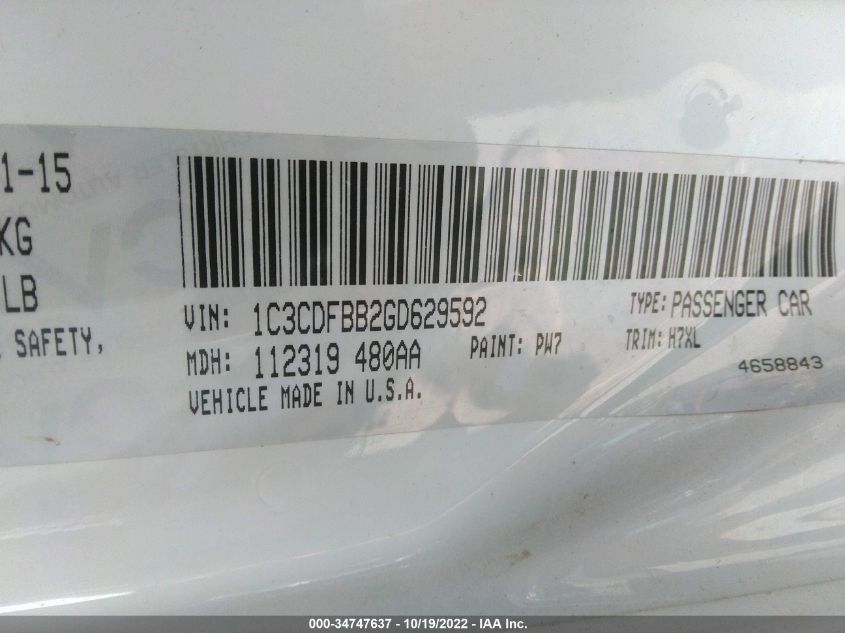 1-15
KG
LB
SAFETY,
VIN: 1C3CDFBB2GD629592
TYPE: PASSENGER CAR
MDH: 112319 480AA
PAINT: PW7
TRIM: H7XL
4658843
VEHICLE MADE IN U.S.A.
000-34747637 - 10/19/2022 - IAA Inc.